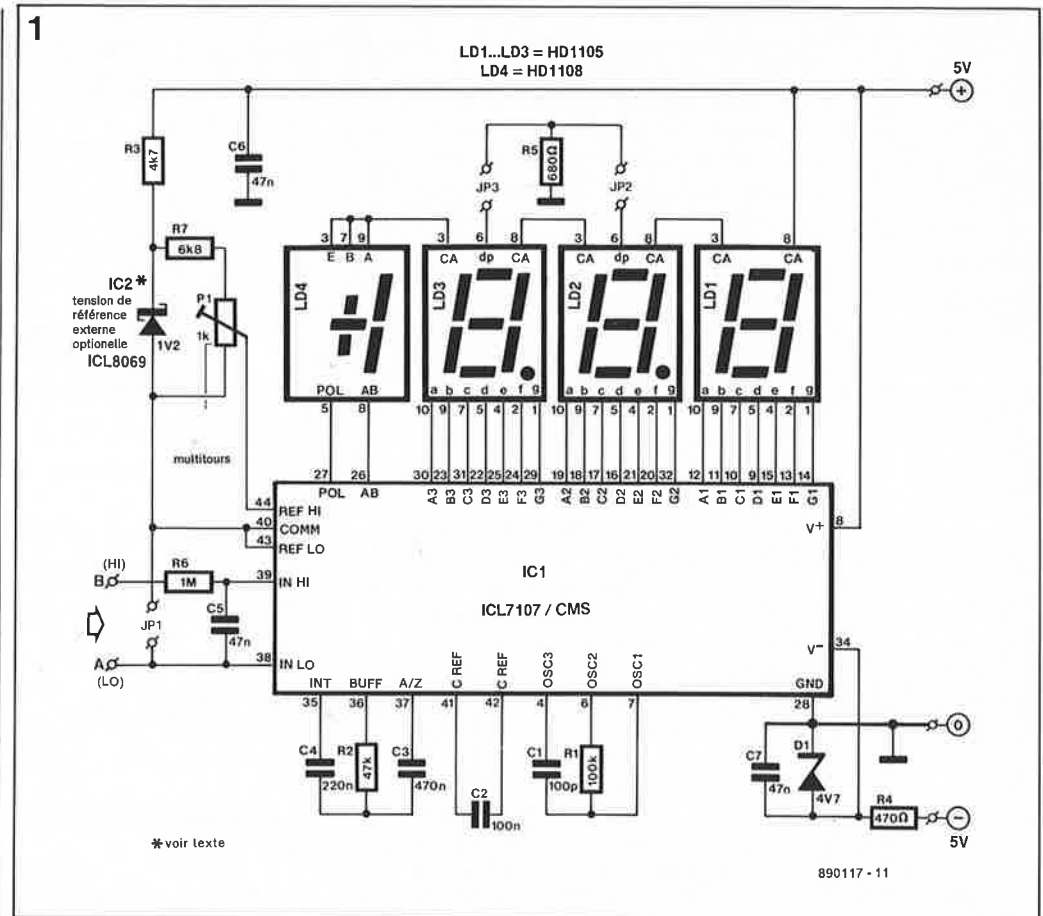 1
LD1...LD3 = HD1105
LD4 = HD1108
5V
R3
4k7
C6
47n
R5
680Ω
JP3
JP2
R7
6k8
IC2 *
tension de
référence
externe
optionelle
ICL8069
1V2
P1
1k
multitours
3 7 9
E B A
LD4
POL AB
5 8
3 6 8
CA dp CA
LD3
a b c d e f g
10 9 7 5 4 2 1
3 6 8
CA dp CA
LD2
a b c d e f g
10 9 7 5 4 2 1
3 8
CA CA
LD1
a b c d e f g
10 9 7 5 4 2 1
27 26 30 23 31 22 25 24 29 19 18 17 16 21 20 32 12 11 10 9 15 13 14
POL AB A3 B3 C3 D3 E3 F3 G3 A2 B2 C2 D2 E2 F2 G2 A1 B1 C1 D1 E1 F1 G1
44 REF HI
40 COMM
43 REF LO
V+ 8
(HI)
B
R6
1M
39 IN HI
IC1
ICL7107 / CMS
JP1
C5
47n
A
(LO)
38 IN LO
V− 34
GND
28
INT BUFF A/Z C REF C REF OSC3 OSC2 OSC1
35 36 37 41 42 4 6 7
C4
220n
R2
47k
C3
470n
C2
100n
C1
100p
R1
100k
0
C7
47n
D1
4V7
R4
470Ω
5V
* voir texte
890117 - 11